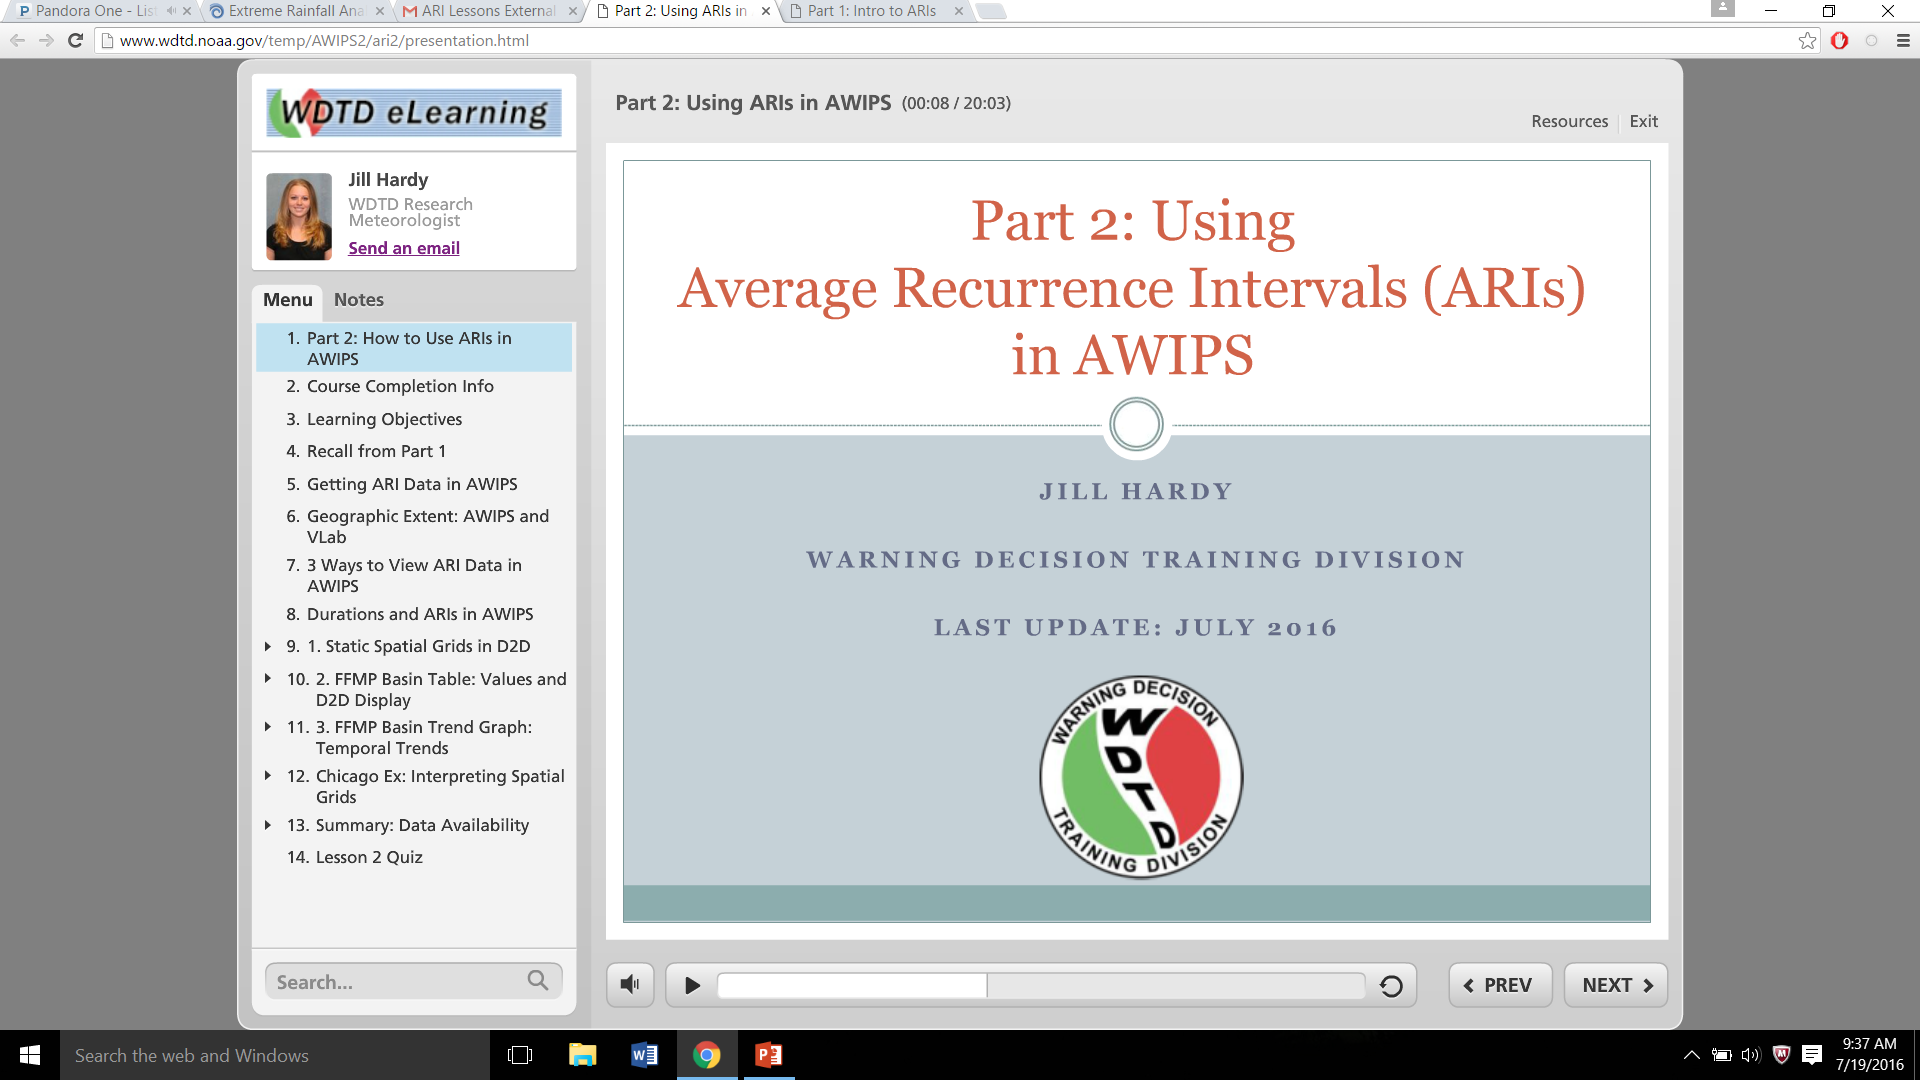 Pandora One - List
Extreme Rainfall Ana
ARI Lessons External
Part 2: Using ARIs in
Part 1: Intro to ARIs
www.wdtd.noaa.gov/temp/AWIPS2/ari2/presentation.html
WDTD eLearning
Part 2: Using ARIs in AWIPS (00:08 / 20:03)
Resources
Exit
Jill Hardy
WDTD Research
Meteorologist
Send an email
Menu
Notes
1. Part 2: How to Use ARIs in
AWIPS
2. Course Completion Info
3. Learning Objectives
4. Recall from Part 1
5. Getting ARI Data in AWIPS
6. Geographic Extent: AWIPS and
VLab
7. 3 Ways to View ARI Data in
AWIPS
8. Durations and ARIs in AWIPS
9. 1. Static Spatial Grids in D2D
10. 2. FFMP Basin Table: Values and
D2D Display
11. 3. FFMP Basin Trend Graph:
Temporal Trends
12. Chicago Ex: Interpreting Spatial
Grids
13. Summary: Data Availability
14. Lesson 2 Quiz
Search...
Part 2: Using
Average Recurrence Intervals (ARIs)
in AWIPS
JILL HARDY
WARNING DECISION TRAINING DIVISION
LAST UPDATE: JULY 2016
WARNING DECISION
WDTD
TRAINING DIVISION
PREV
NEXT
Search the web and Windows
9:37 AM
7/19/2016